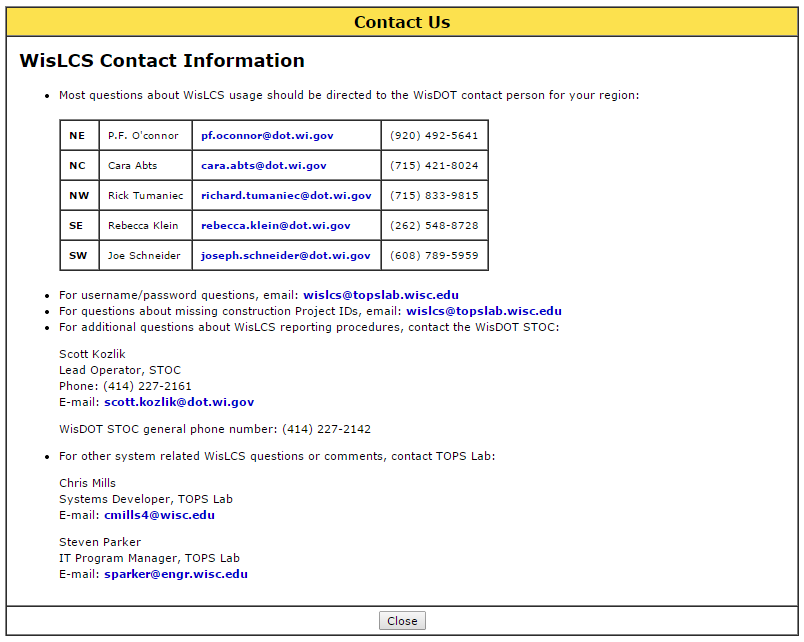 Contact Us
WisLCS Contact Information
• Most questions about WisLCS usage should be directed to the WisDOT contact person for your region:
NE P.F. O'connor pf.oconnor@dot.wi.gov (920) 492-5641
NC Cara Abts cara.abts@dot.wi.gov (715) 421-8024
NW Rick Tumaniec richard.tumaniec@dot.wi.gov (715) 833-9815
SE Rebecca Klein rebecca.klein@dot.wi.gov (262) 548-8728
SW Joe Schneider joseph.schneider@dot.wi.gov (608) 789-5959
• For username/password questions, email: wislcs@topslab.wisc.edu
• For questions about missing construction Project IDs, email: wislcs@topslab.wisc.edu
• For additional questions about WisLCS reporting procedures, contact the WisDOT STOC:
Scott Kozlik
Lead Operator, STOC
Phone: (414) 227-2161
E-mail: scott.kozlik@dot.wi.gov
WisDOT STOC general phone number: (414) 227-2142
• For other system related WisLCS questions or comments, contact TOPS Lab:
Chris Mills
Systems Developer, TOPS Lab
E-mail: cmills4@wisc.edu
Steven Parker
IT Program Manager, TOPS Lab
E-mail: sparker@engr.wisc.edu
Close